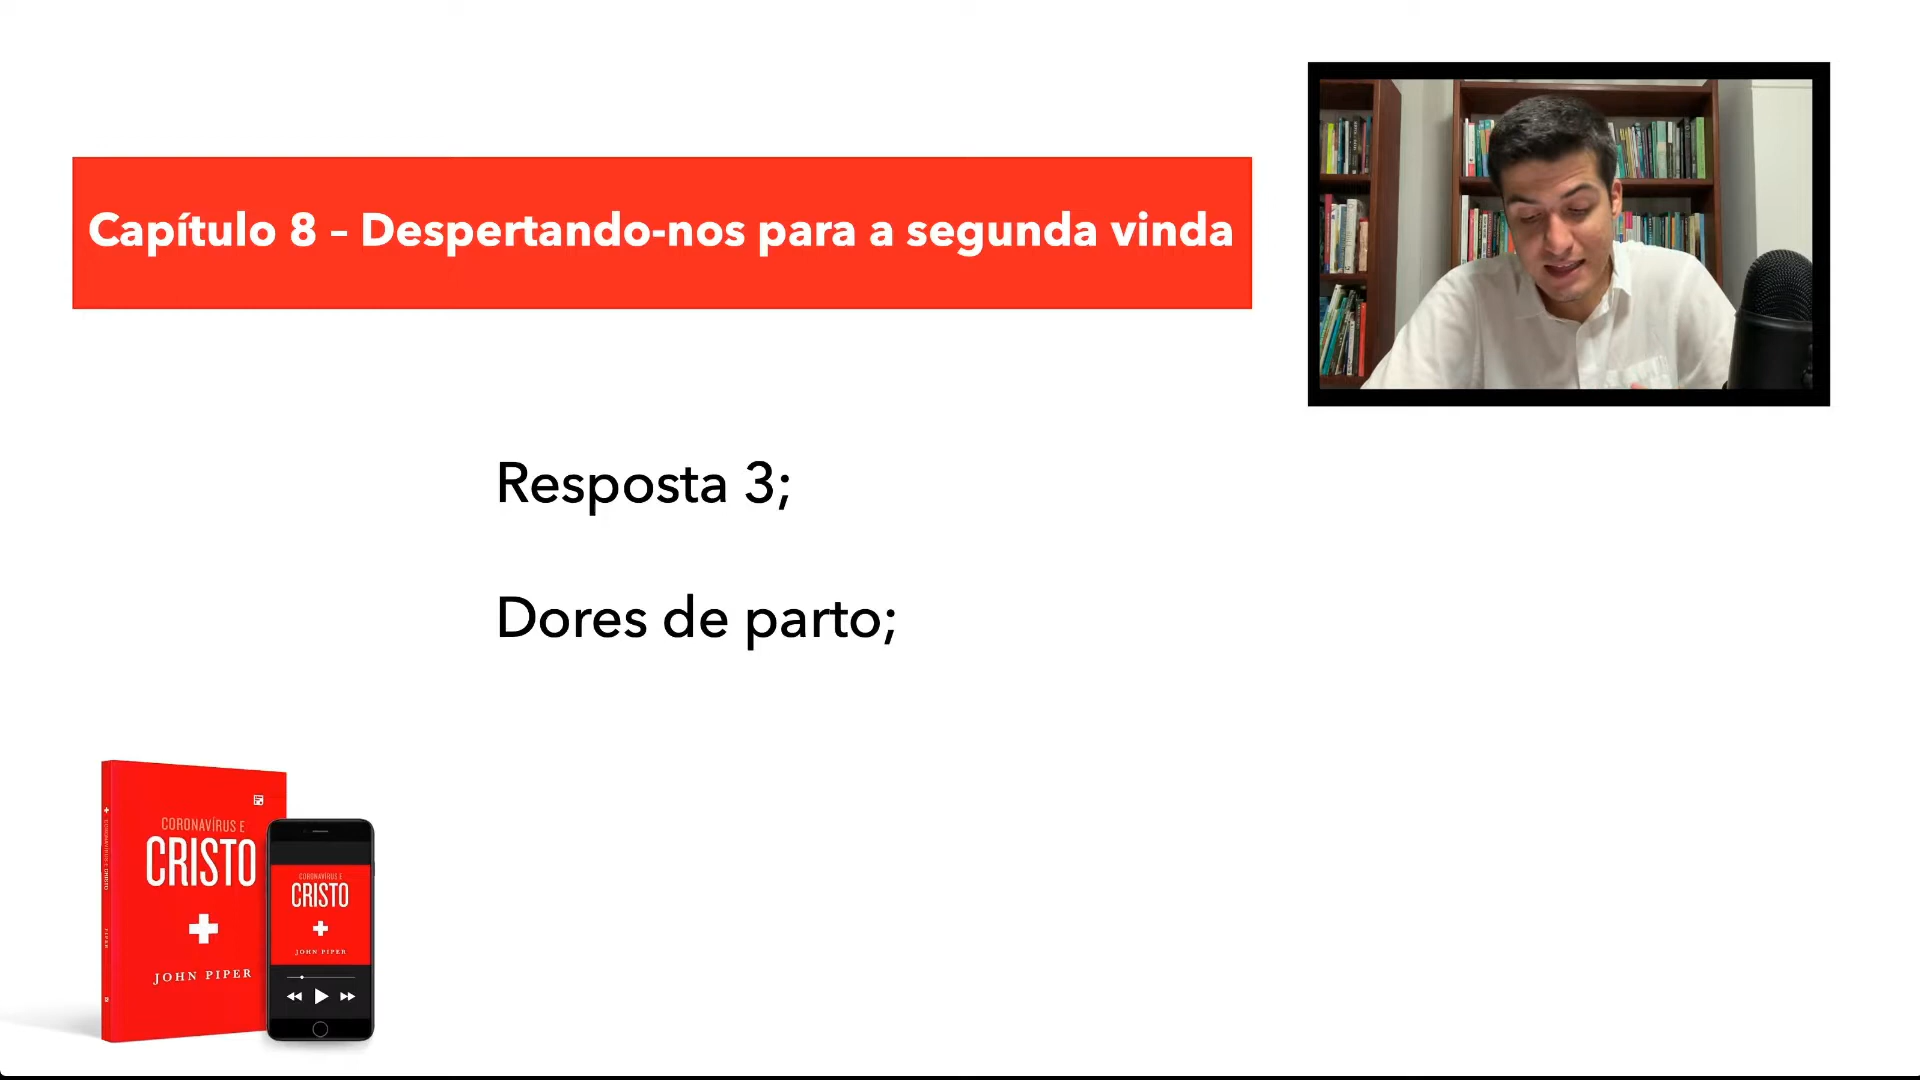 Capítulo 8 – Despertando-nos para a segunda vinda
Resposta 3;
Dores de parto;
CORONAVÍRUS E
CRISTO
JOHN PIPER
CORONAVÍRUS E
CRISTO
JOHN PIPER